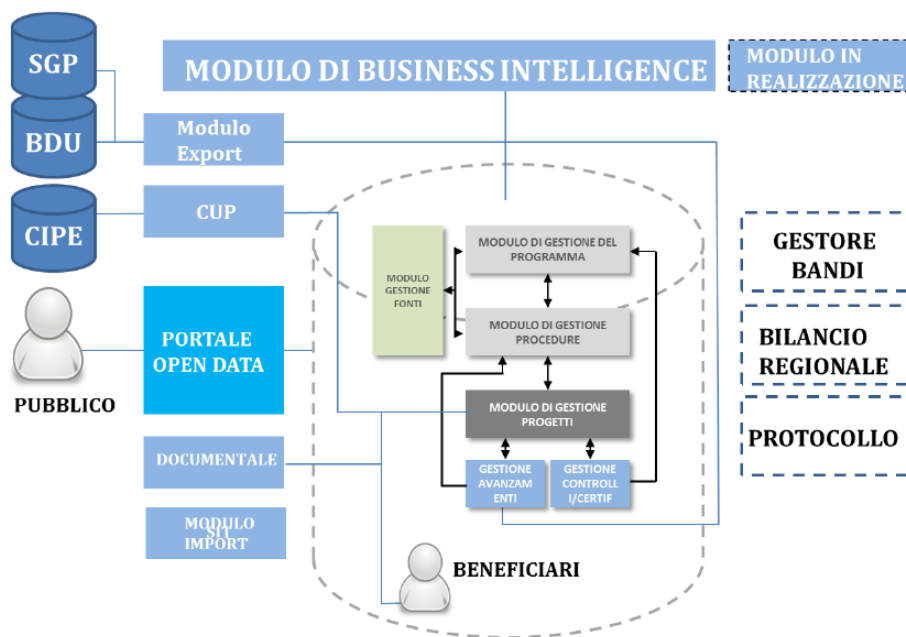 SGP
BDU
CIPE
MODULO DI BUSINESS INTELLIGENCE
MODULO IN
REALIZZAZIONE
Modulo
Export
CUP
PORTALE
OPEN DATA
PUBBLICO
DOCUMENTALE
MODULO
SIT
IMPORT
MODULO
GESTIONE
FONTI
MODULO DI GESTIONE DEL
PROGRAMMA
MODULO DI GESTIONE
PROCEDURE
MODULO DI GESTIONE
PROGETTI
GESTIONE
AVANZAM
ENTI
GESTIONE
CONTROLL
I/CERTIF
BENEFICIARI
GESTORE
BANDI
BILANCIO
REGIONALE
PROTOCOLLO